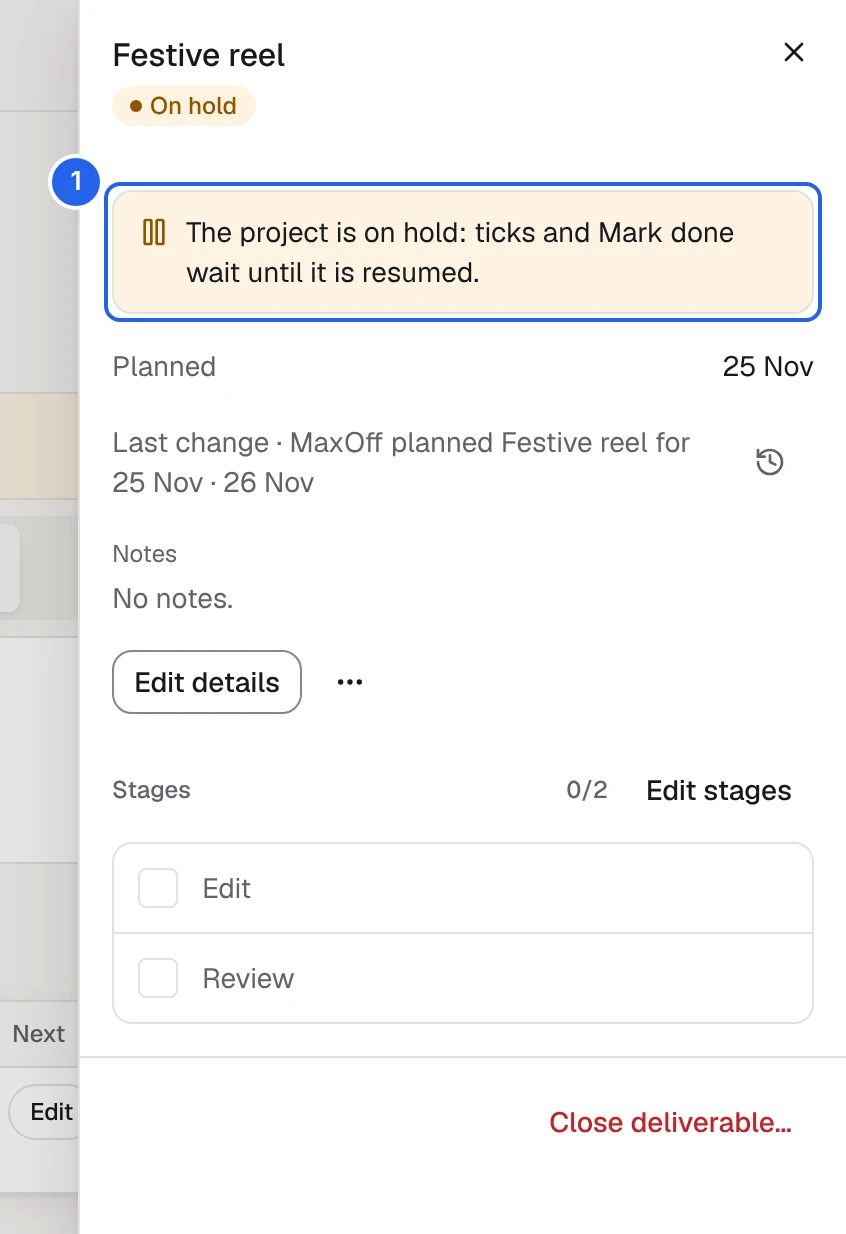 Festive reel
On hold
1
The project is on hold: ticks and Mark done
wait until it is resumed.
Planned
25 Nov
Last change · MaxOff planned Festive reel for
25 Nov · 26 Nov
Notes
No notes.
Edit details
Stages
0/2
Edit stages
Edit
Review
Next
Edit
Close deliverable…